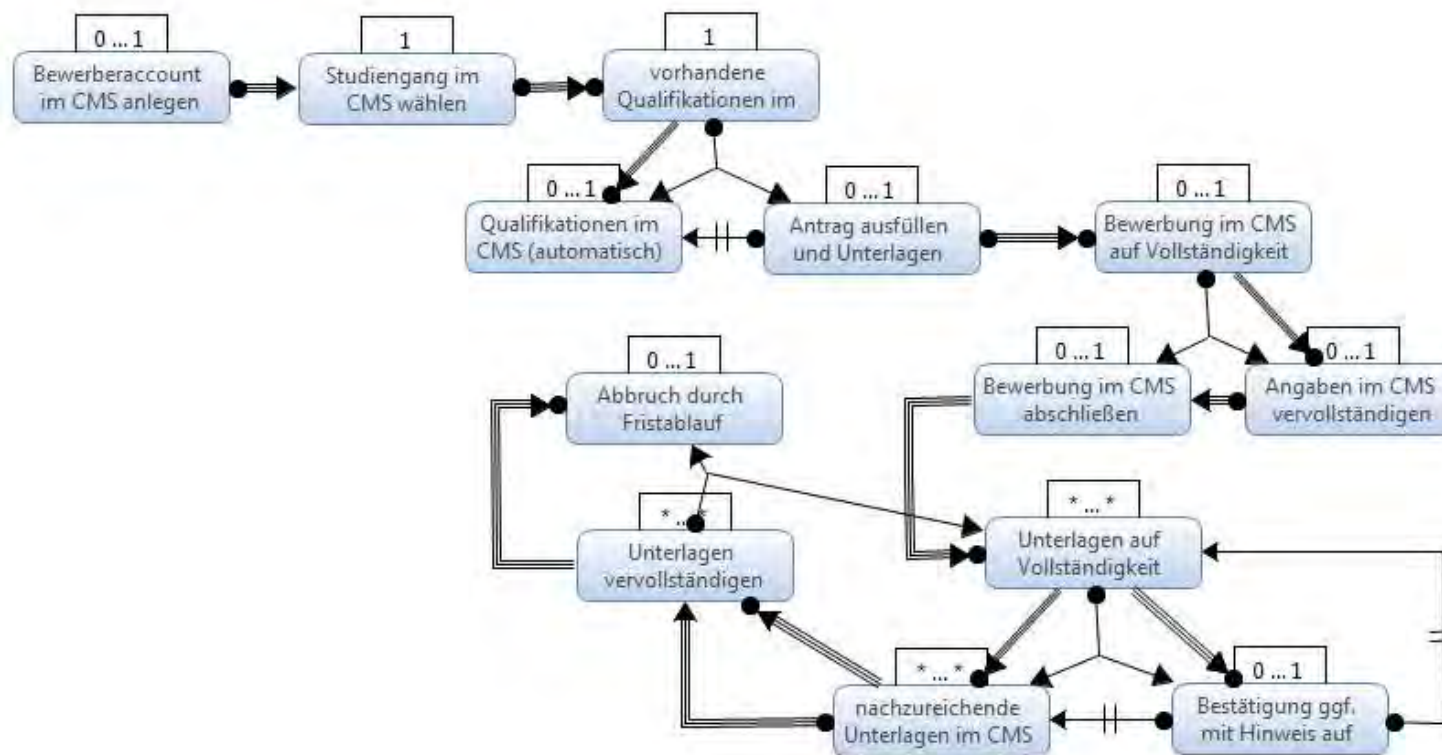 0 ... 1
Bewerberaccount
im CMS anlegen
1
Studiengang im
CMS wählen
1
vorhandene
Qualifikationen im
0 ... 1
Qualifikationen im
CMS (automatisch)
0 ... 1
Antrag ausfüllen
und Unterlagen
0 ... 1
Bewerbung im CMS
auf Vollständigkeit
0 ... 1
Abbruch durch
Fristablauf
0 ... 1
Bewerbung im CMS
abschließen
0 ... 1
Angaben im CMS
vervollständigen
* ... *
Unterlagen
vervollständigen
* ... *
Unterlagen auf
Vollständigkeit
* ... *
nachzureichende
Unterlagen im CMS
0 ... 1
Bestätigung ggf.
mit Hinweis auf